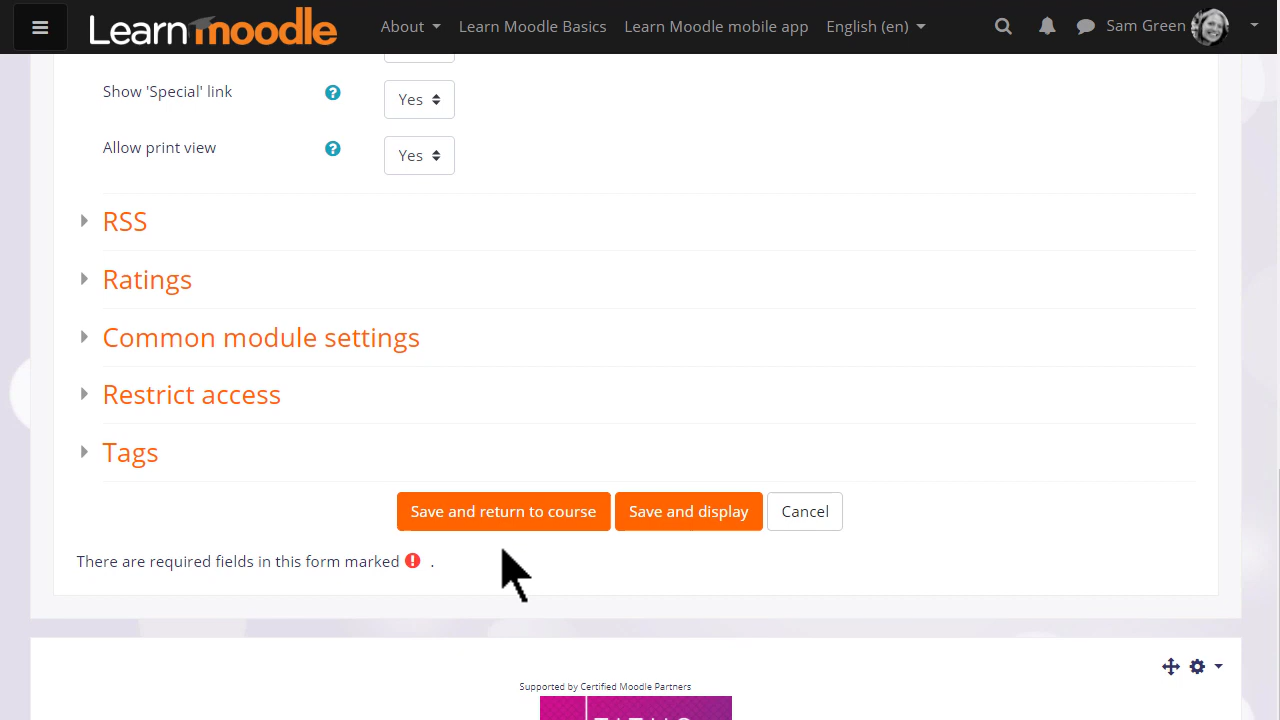 Learn moodle About Learn Moodle Basics Learn Moodle mobile app English (en) Sam Green
Show 'Special' link ? Yes
Allow print view ? Yes
RSS
Ratings
Common module settings
Restrict access
Tags
Save and return to course Save and display Cancel
There are required fields in this form marked ! .
Supported by Certified Moodle Partners